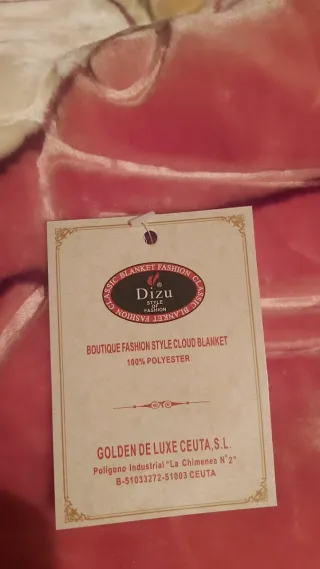 CLASSIC BLANKET FASHION CLASSIC BLANKET FASHION
®
Dizu
STYLE
OF
FASHION
BOUTIQUE FASHION STYLE CLOUD BLANKET
100% POLYESTER
GOLDEN DE LUXE CEUTA,S.L.
Poligono Industrial "La Chimenea Nº2"
B-51033272-51003 CEUTA